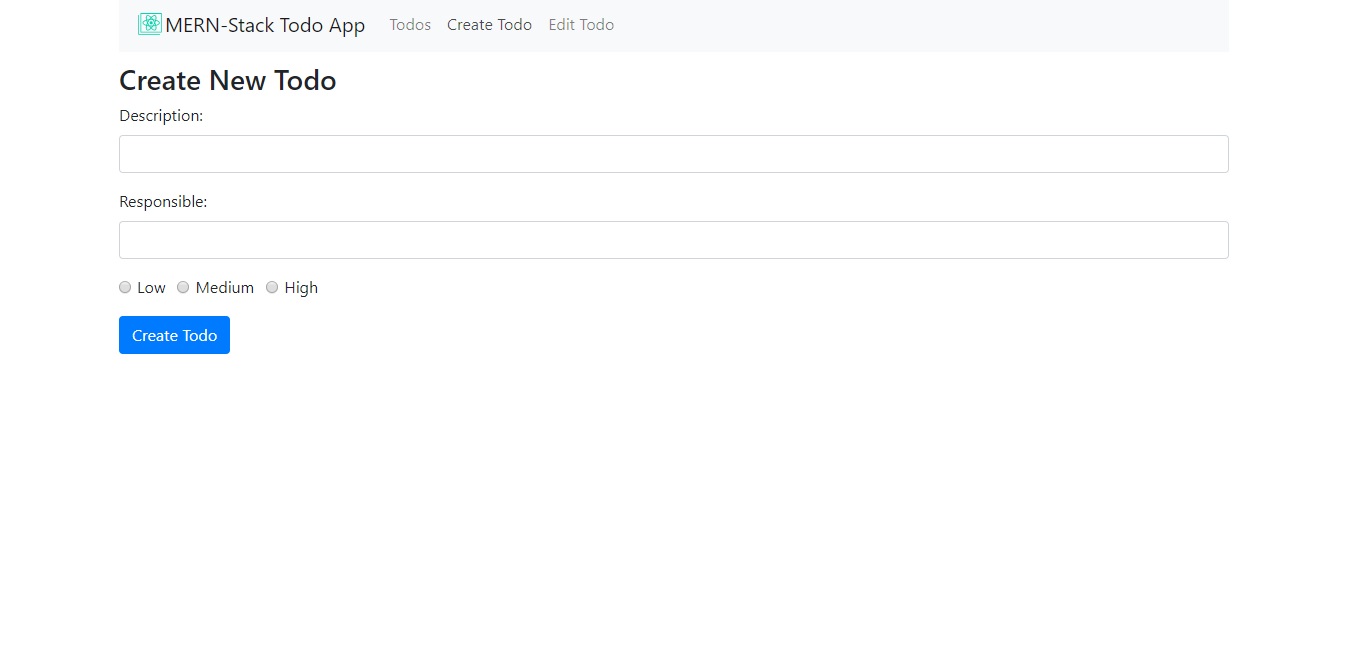 MERN-Stack Todo App Todos Create Todo Edit Todo
Create New Todo
Description:
Responsible:
Low Medium High
Create Todo